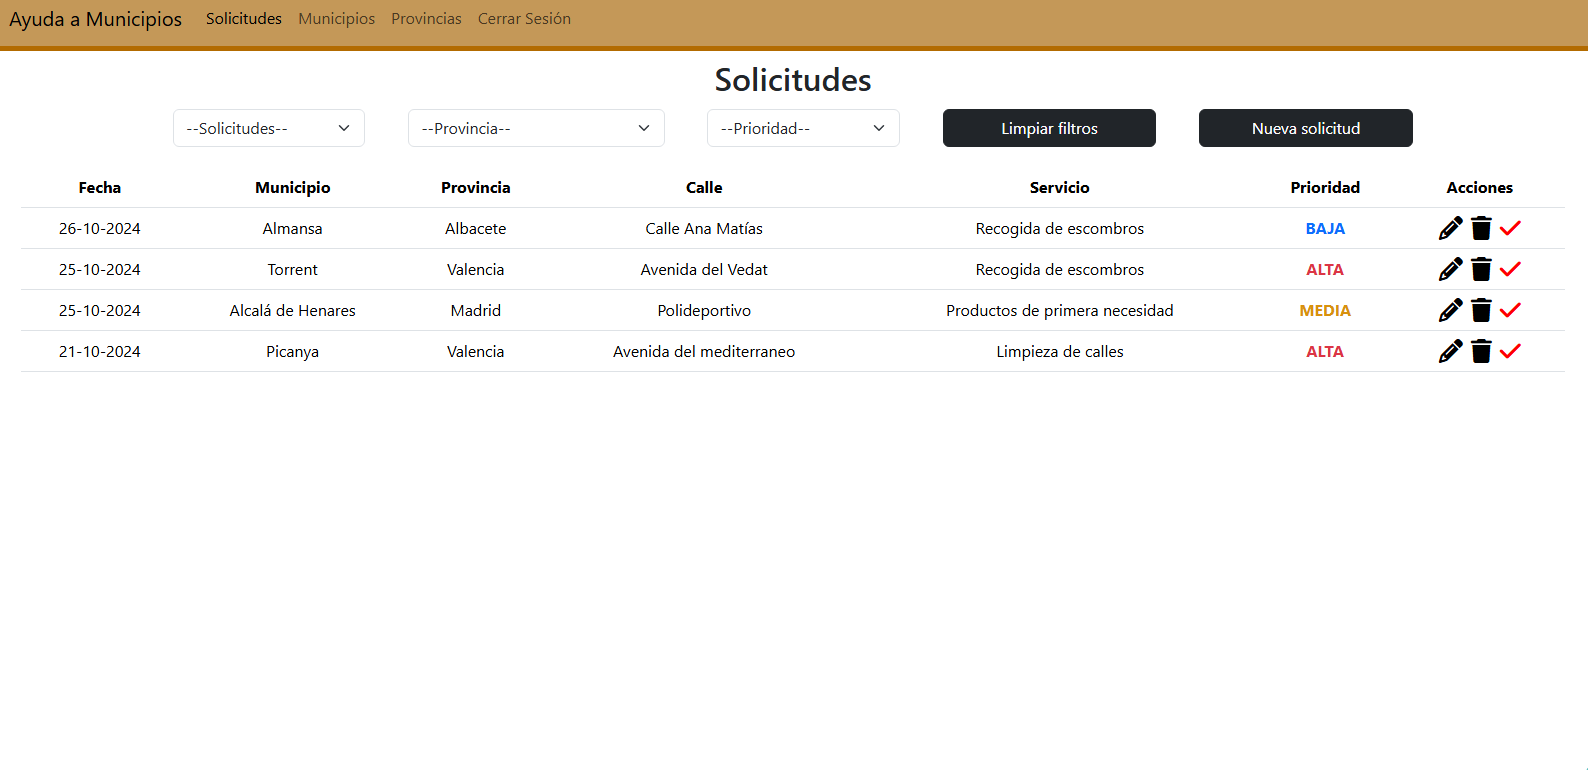 Ayuda a Municipios Solicitudes Municipios Provincias Cerrar Sesión
Solicitudes
--Solicitudes-- --Provincia-- --Prioridad-- Limpiar filtros Nueva solicitud
Fecha Municipio Provincia Calle Servicio Prioridad Acciones
26-10-2024 Almansa Albacete Calle Ana Matías Recogida de escombros BAJA
25-10-2024 Torrent Valencia Avenida del Vedat Recogida de escombros ALTA
25-10-2024 Alcalá de Henares Madrid Polideportivo Productos de primera necesidad MEDIA
21-10-2024 Picanya Valencia Avenida del mediterraneo Limpieza de calles ALTA